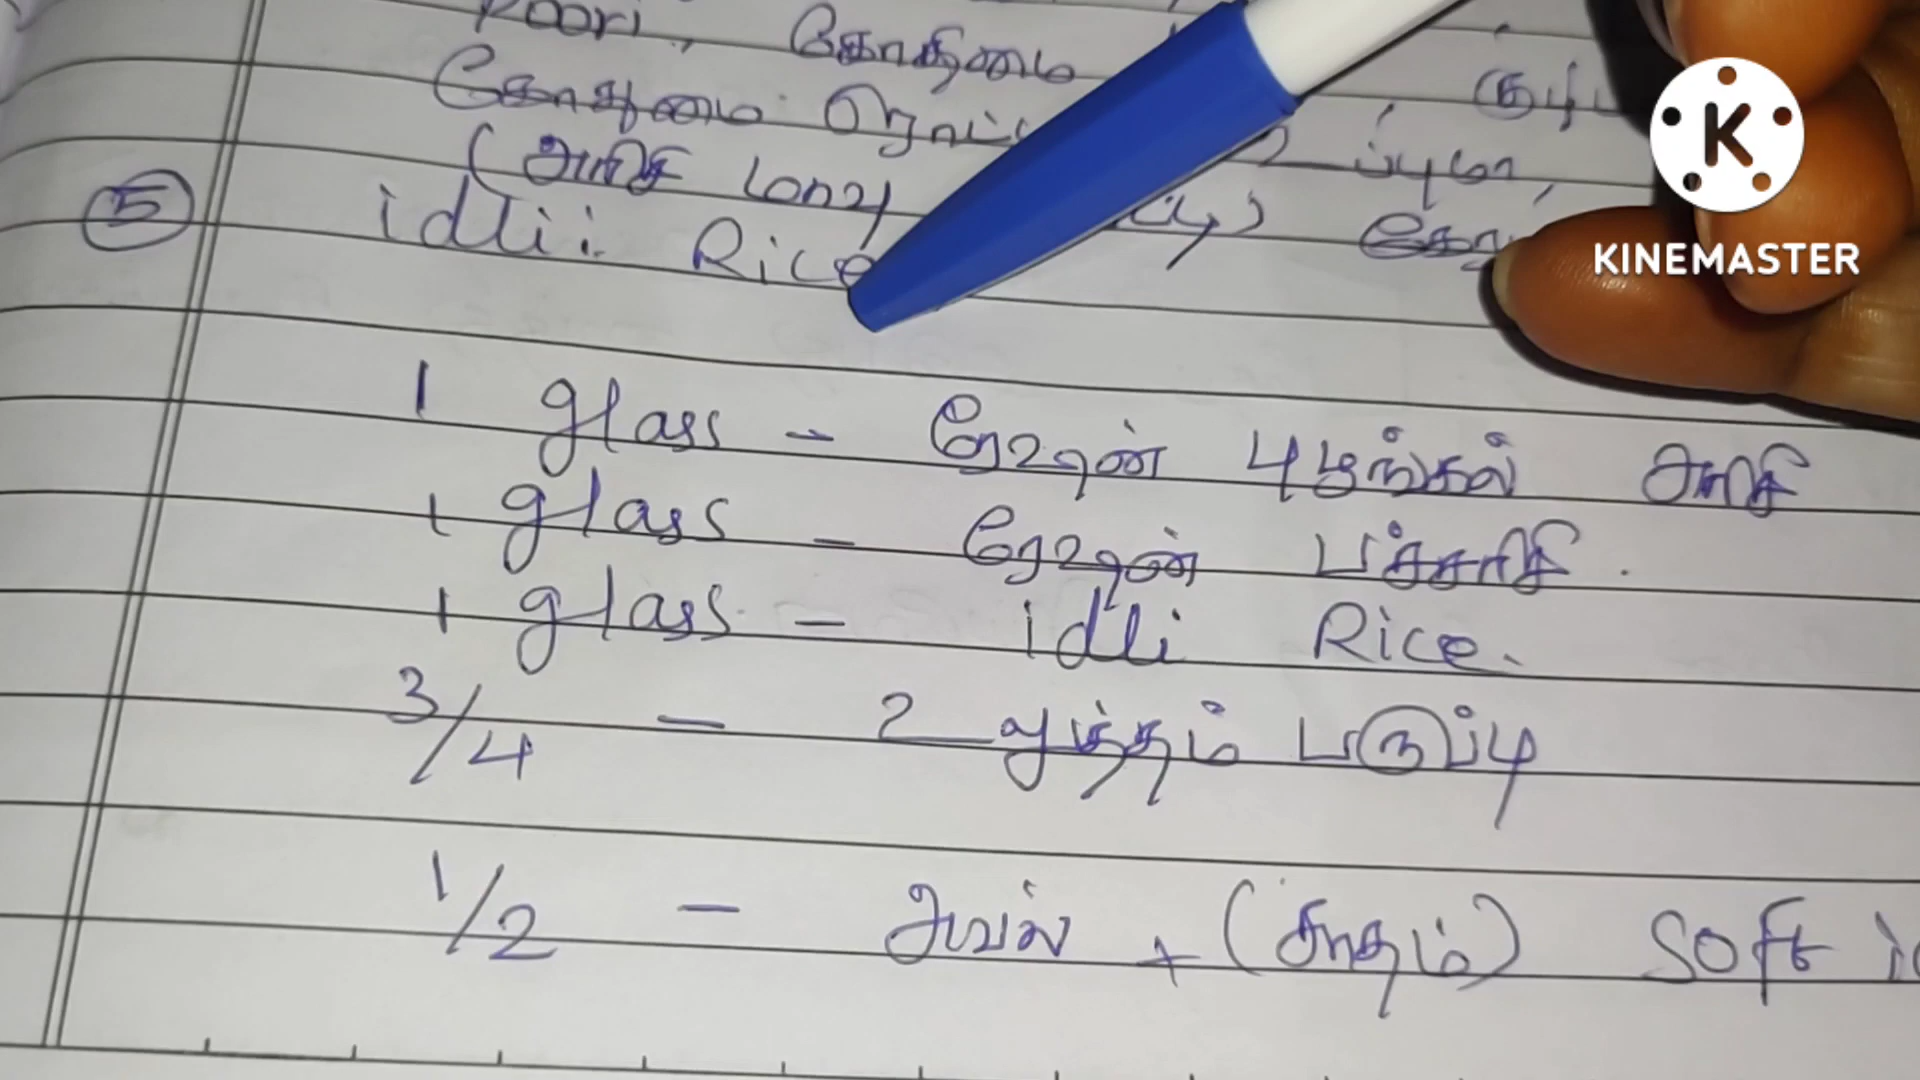 Poori, கோதுமை
கோதுமை ரொட்
(அரிசி மாவு
5 idli: Rice
1 glass - ரேஷன் புழுங்கல் அரிசி
1 glass - ரேஷன் பச்சரிசி.
1 glass - idli Rice.
3/4 - உளுத்தம் பருப்பு
1/2 - அவல் + (சாதம்) Soft
K
KINEMASTER